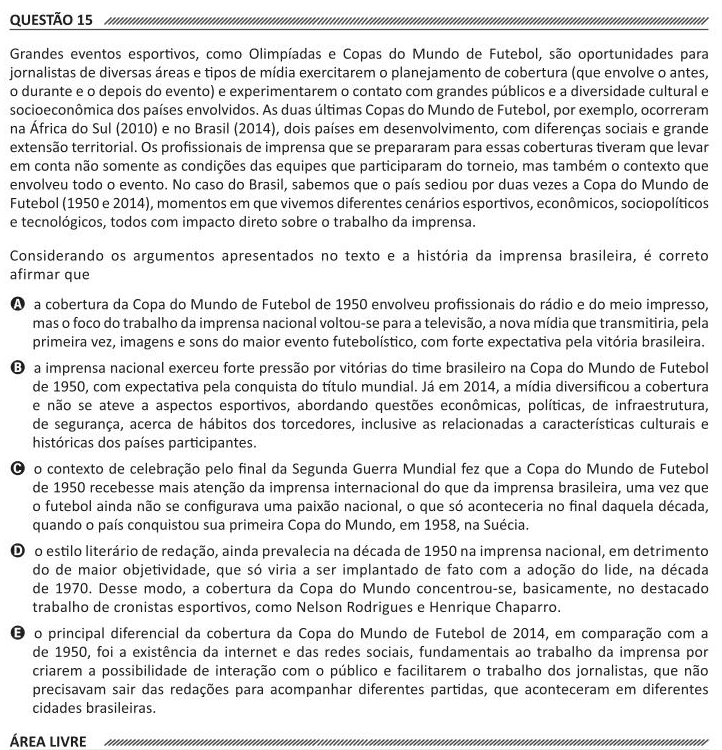 QUESTÃO 15
Grandes eventos esportivos, como Olimpíadas e Copas do Mundo de Futebol, são oportunidades para
jornalistas de diversas áreas e tipos de mídia exercitarem o planejamento de cobertura (que envolve o antes,
o durante e o depois do evento) e experimentarem o contato com grandes públicos e a diversidade cultural e
socioeconômica dos países envolvidos. As duas últimas Copas do Mundo de Futebol, por exemplo, ocorreram
na África do Sul (2010) e no Brasil (2014), dois países em desenvolvimento, com diferenças sociais e grande
extensão territorial. Os profissionais de imprensa que se prepararam para essas coberturas tiveram que levar
em conta não somente as condições das equipes que participaram do torneio, mas também o contexto que
envolveu todo o evento. No caso do Brasil, sabemos que o país sediou por duas vezes a Copa do Mundo de
Futebol (1950 e 2014), momentos em que vivemos diferentes cenários esportivos, econômicos, sociopolíticos
e tecnológicos, todos com impacto direto sobre o trabalho da imprensa.
Considerando os argumentos apresentados no texto e a história da imprensa brasileira, é correto
afirmar que
A a cobertura da Copa do Mundo de Futebol de 1950 envolveu profissionais do rádio e do meio impresso,
mas o foco do trabalho da imprensa nacional voltou-se para a televisão, a nova mídia que transmitiria, pela
primeira vez, imagens e sons do maior evento futebolístico, com forte expectativa pela vitória brasileira.
B a imprensa nacional exerceu forte pressão por vitórias do time brasileiro na Copa do Mundo de Futebol
de 1950, com expectativa pela conquista do título mundial. Já em 2014, a mídia diversificou a cobertura
e não se ateve a aspectos esportivos, abordando questões econômicas, políticas, de infraestrutura,
de segurança, acerca de hábitos dos torcedores, inclusive as relacionadas a características culturais e
históricas dos países participantes.
C o contexto de celebração pelo final da Segunda Guerra Mundial fez que a Copa do Mundo de Futebol
de 1950 recebesse mais atenção da imprensa internacional do que da imprensa brasileira, uma vez que
o futebol ainda não se configurava uma paixão nacional, o que só aconteceria no final daquela década,
quando o país conquistou sua primeira Copa do Mundo, em 1958, na Suécia.
D o estilo literário de redação, ainda prevalecia na década de 1950 na imprensa nacional, em detrimento
do de maior objetividade, que só viria a ser implantado de fato com a adoção do lide, na década
de 1970. Desse modo, a cobertura da Copa do Mundo concentrou-se, basicamente, no destacado
trabalho de cronistas esportivos, como Nelson Rodrigues e Henrique Chaparro.
E o principal diferencial da cobertura da Copa do Mundo de Futebol de 2014, em comparação com a
de 1950, foi a existência da internet e das redes sociais, fundamentais ao trabalho da imprensa por
criarem a possibilidade de interação com o público e facilitarem o trabalho dos jornalistas, que não
precisavam sair das redações para acompanhar diferentes partidas, que aconteceram em diferentes
cidades brasileiras.
ÁREA LIVRE